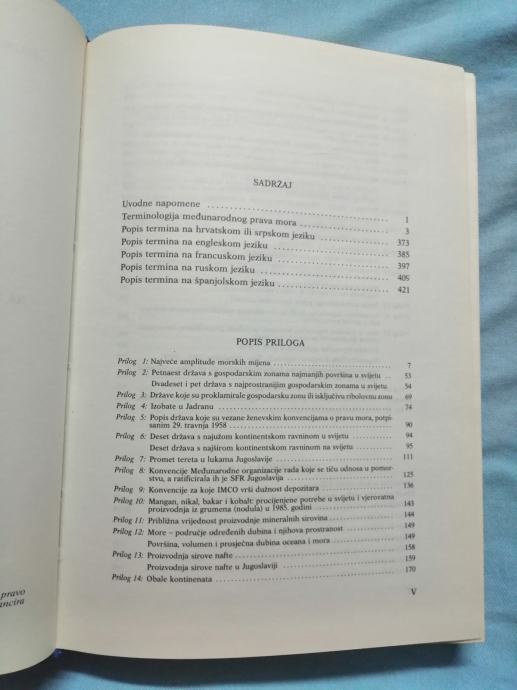 SADRŽAJ
Uvodne napomene 1
Terminologija međunarodnog prava mora 3
Popis termina na hrvatskom ili srpskom jeziku 373
Popis termina na engleskom jeziku 385
Popis termina na francuskom jeziku 397
Popis termina na ruskom jeziku 409
Popis termina na španjolskom jeziku 421
POPIS PRILOGA
Prilog 1: Najveće amplitude morskih mijena 7
Prilog 2: Petnaest država s gospodarskim zonama najmanjih površina u svijetu 53
Dvadeset i pet država s najprostranijim gospodarskim zonama u svijetu 54
Prilog 3: Države koje su proklamirale gospodarsku zonu ili isključivu ribolovnu zonu 69
Prilog 4: Izobate u Jadranu 74
Prilog 5: Popis država koje su vezane ženevskim konvencijama o pravu mora, potpi-
sanim 29. travnja 1958 90
Prilog 6: Deset država s najužom kontinentskom ravninom u svijetu 94
Deset država s najširom kontinentskom ravninom na svijetu 95
Prilog 7: Promet tereta u lukama Jugoslavije 111
Prilog 8: Konvencije Međunarodne organizacije rada koje se tiču odnosa u pomor-
stvu, a ratificirala ih je SFR Jugoslavija 125
Prilog 9: Konvencije za koje IMCO vrši dužnost depozitara 136
Prilog 10: Mangan, nikal, bakar i kobalt: procijenjene potrebe u svijetu i vjerovatna
proizvodnja iz grumena (nodula) u 1985. godini 143
Prilog 11: Približna vrijednost proizvodnje mineralnih sirovina 144
Prilog 12: More – područje određenih dubina i njihova prostranost 149
Površina, volumen i prosječna dubina oceana i mora 149
Prilog 13: Proizvodnja sirove nafte 158
Proizvodnja sirove nafte u Jugoslaviji 159
Prilog 14: Obale kontinenata 170
V
pravo
ancira